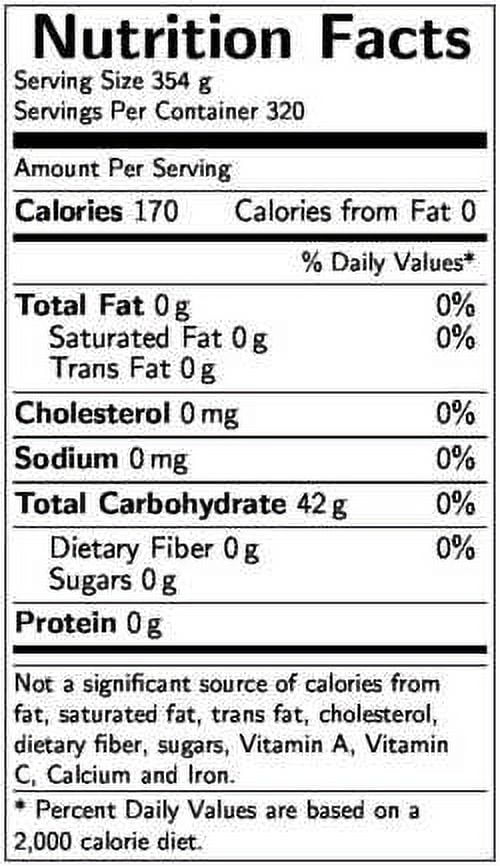 Nutrition Facts
Serving Size 354 g
Servings Per Container 320
Amount Per Serving
Calories 170 Calories from Fat 0
% Daily Values*
Total Fat 0 g 0%
Saturated Fat 0 g 0%
Trans Fat 0 g
Cholesterol 0 mg 0%
Sodium 0 mg 0%
Total Carbohydrate 42 g 0%
Dietary Fiber 0 g 0%
Sugars 0 g
Protein 0 g
Not a significant source of calories from
fat, saturated fat, trans fat, cholesterol,
dietary fiber, sugars, Vitamin A, Vitamin
C, Calcium and Iron.
* Percent Daily Values are based on a
2,000 calorie diet.